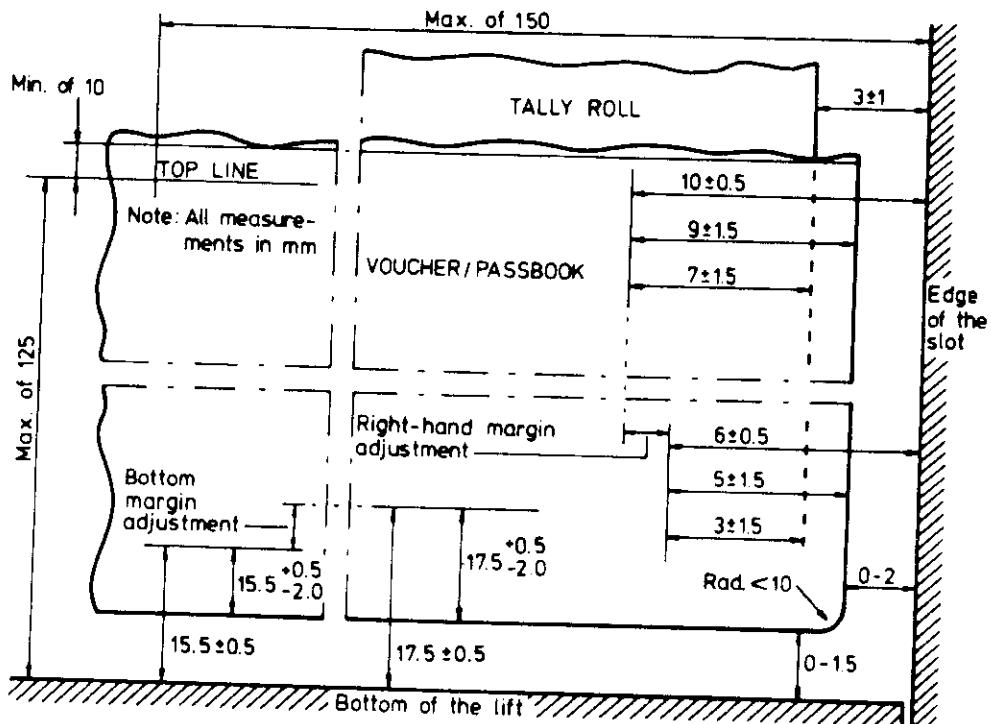 Max. of 150
Min. of 10
TALLY ROLL
3±1
TOP LINE
10±0.5
Note: All measure-
ments in mm
9±1.5
VOUCHER/PASSBOOK
7±1.5
Edge
of the
slot
Max. of 125
Right-hand margin
adjustment
6±0.5
Bottom
margin
adjustment
5±1.5
3±1.5
15.5 +0.5
-2.0
17.5 +0.5
-2.0
Rad. <10
0-2
15.5±0.5
17.5±0.5
0-1.5
Bottom of the lift